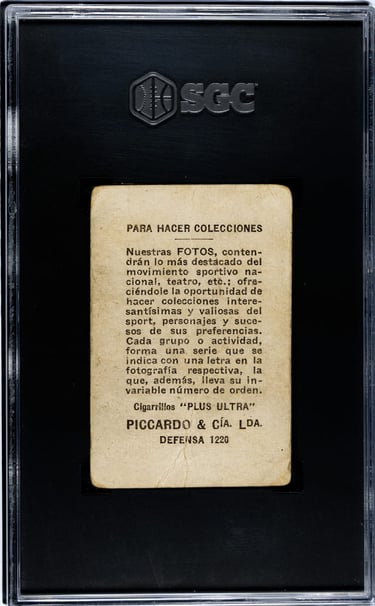 SGC
PARA HACER COLECCIONES
Nuestras FOTOS, conten-
drán lo más destacado del
movimiento sportivo na-
cional, teatro, etc.; ofre-
ciéndole la oportunidad de
hacer colecciones intere-
santísimas y valiosas del
sport, personajes y suce-
sos de sus preferencias.
Cada grupo o actividad,
forma una serie que se
indica con una letra en la
fotografía respectiva, la
que, además, lleva su in-
variable número de orden.
Cigarrillos "PLUS ULTRA"
PICCARDO & CÍA. LDA.
DEFENSA 1220